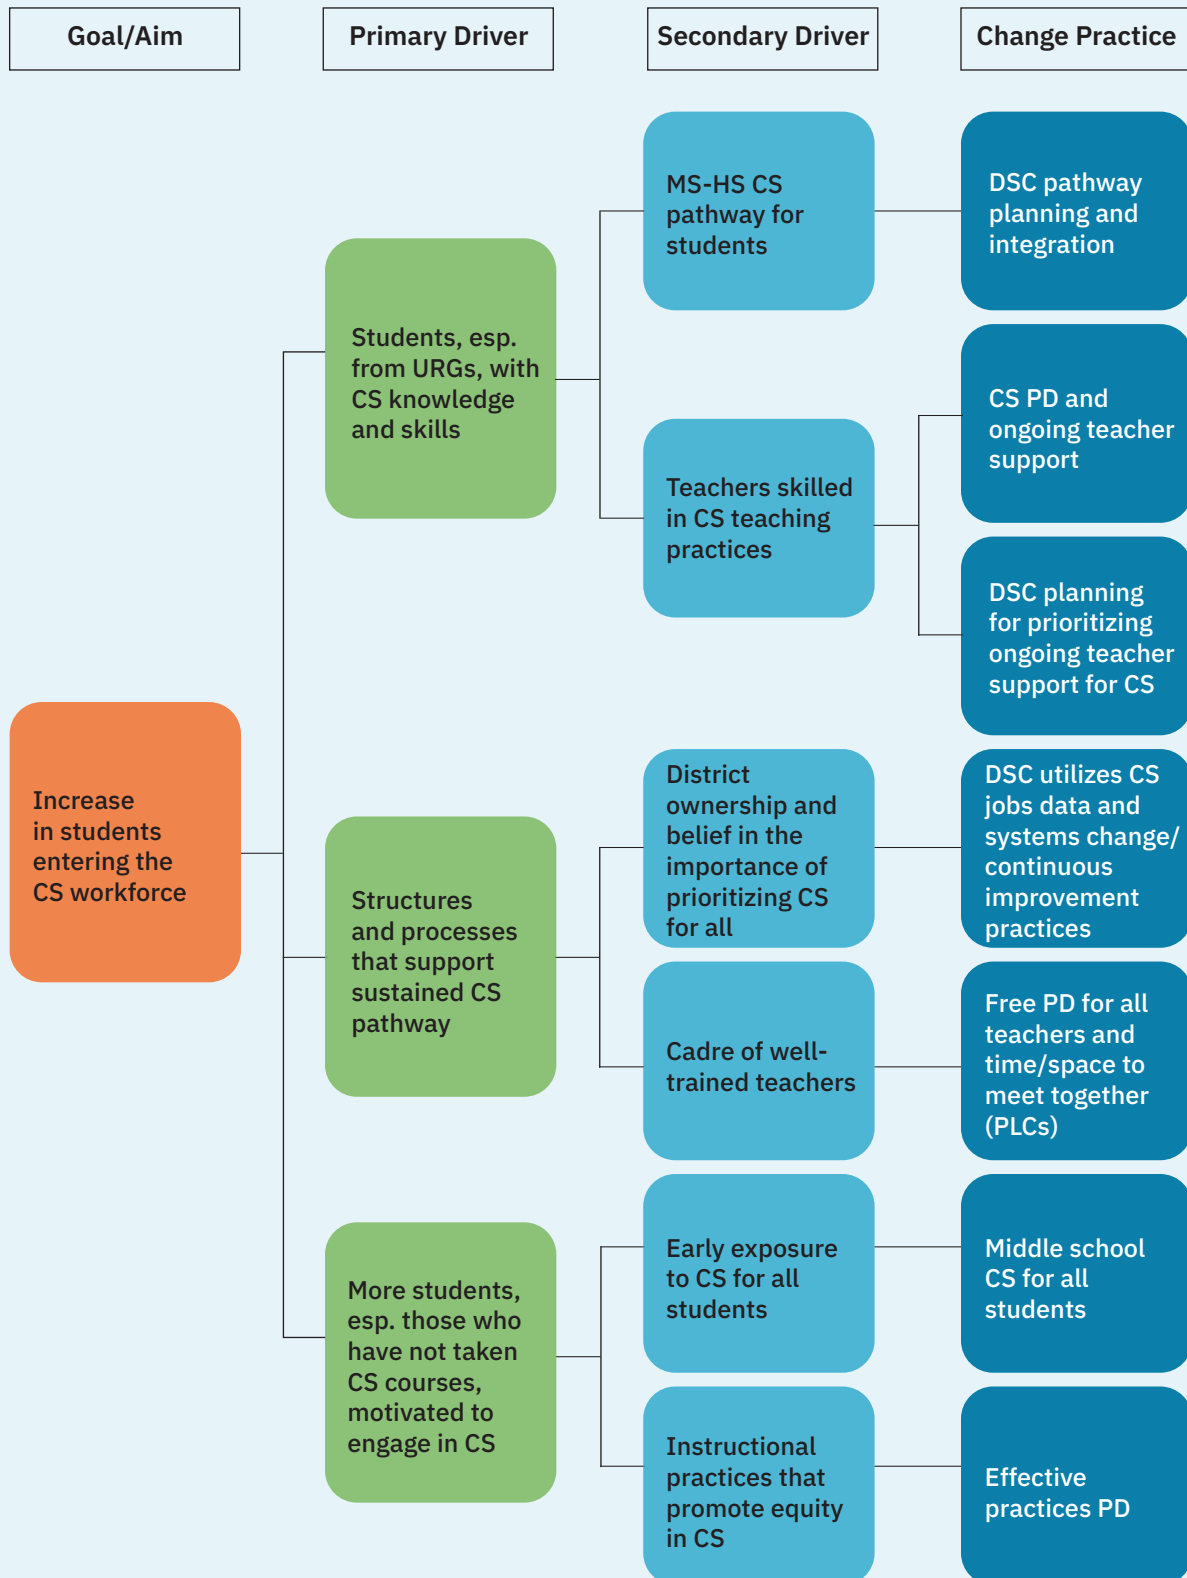 Goal/Aim
Primary Driver
Secondary Driver
Change Practice
Increase
in students
entering the
CS workforce
Students, esp.
from URGs, with
CS knowledge
and skills
MS-HS CS
pathway for
students
DSC pathway
planning and
integration
Teachers skilled
in CS teaching
practices
CS PD and
ongoing teacher
support
DSC planning
for prioritizing
ongoing teacher
support for CS
Structures
and processes
that support
sustained CS
pathway
District
ownership and
belief in the
importance of
prioritizing CS
for all
DSC utilizes CS
jobs data and
systems change/
continuous
improvement
practices
Cadre of well-
trained teachers
Free PD for all
teachers and
time/space to
meet together
(PLCs)
More students,
esp. those who
have not taken
CS courses,
motivated to
engage in CS
Early exposure
to CS for all
students
Middle school
CS for all
students
Instructional
practices that
promote equity
in CS
Effective
practices PD